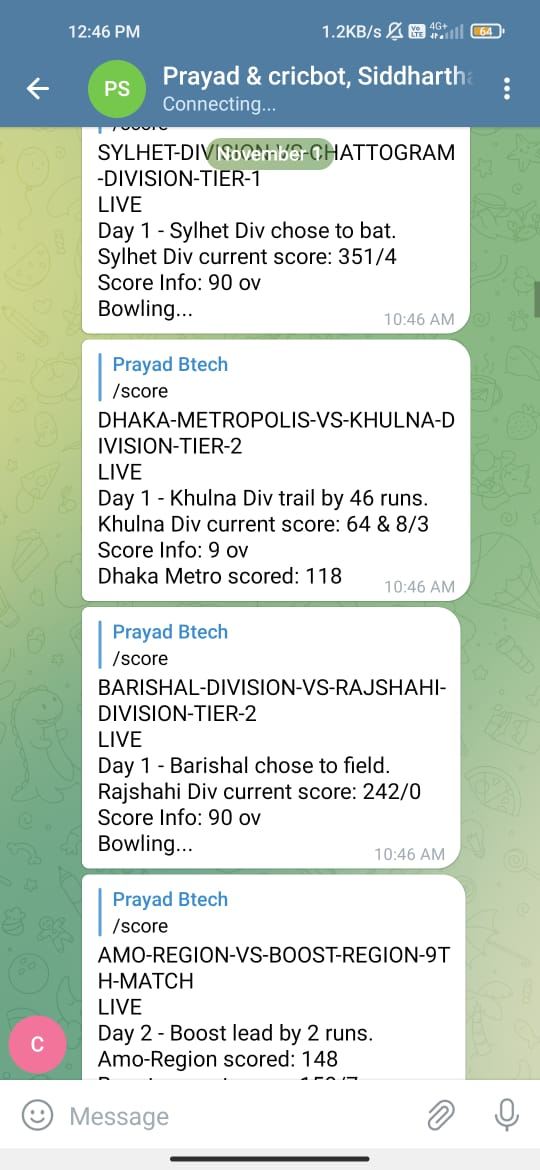 12:46 PM
1.2KB/s
Vo LTE
4G+
64
PS
Prayad & cricbot, Siddharth
Connecting...
/score
November 1
SYLHET-DIVISION-VS-CHATTOGRAM
-DIVISION-TIER-1
LIVE
Day 1 - Sylhet Div chose to bat.
Sylhet Div current score: 351/4
Score Info: 90 ov
Bowling...
10:46 AM
Prayad Btech
/score
DHAKA-METROPOLIS-VS-KHULNA-D
IVISION-TIER-2
LIVE
Day 1 - Khulna Div trail by 46 runs.
Khulna Div current score: 64 & 8/3
Score Info: 9 ov
Dhaka Metro scored: 118
10:46 AM
Prayad Btech
/score
BARISHAL-DIVISION-VS-RAJSHAHI-
DIVISION-TIER-2
LIVE
Day 1 - Barishal chose to field.
Rajshahi Div current score: 242/0
Score Info: 90 ov
Bowling...
10:46 AM
Prayad Btech
/score
AMO-REGION-VS-BOOST-REGION-9T
H-MATCH
LIVE
Day 2 - Boost lead by 2 runs.
Amo-Region scored: 148
C
Message